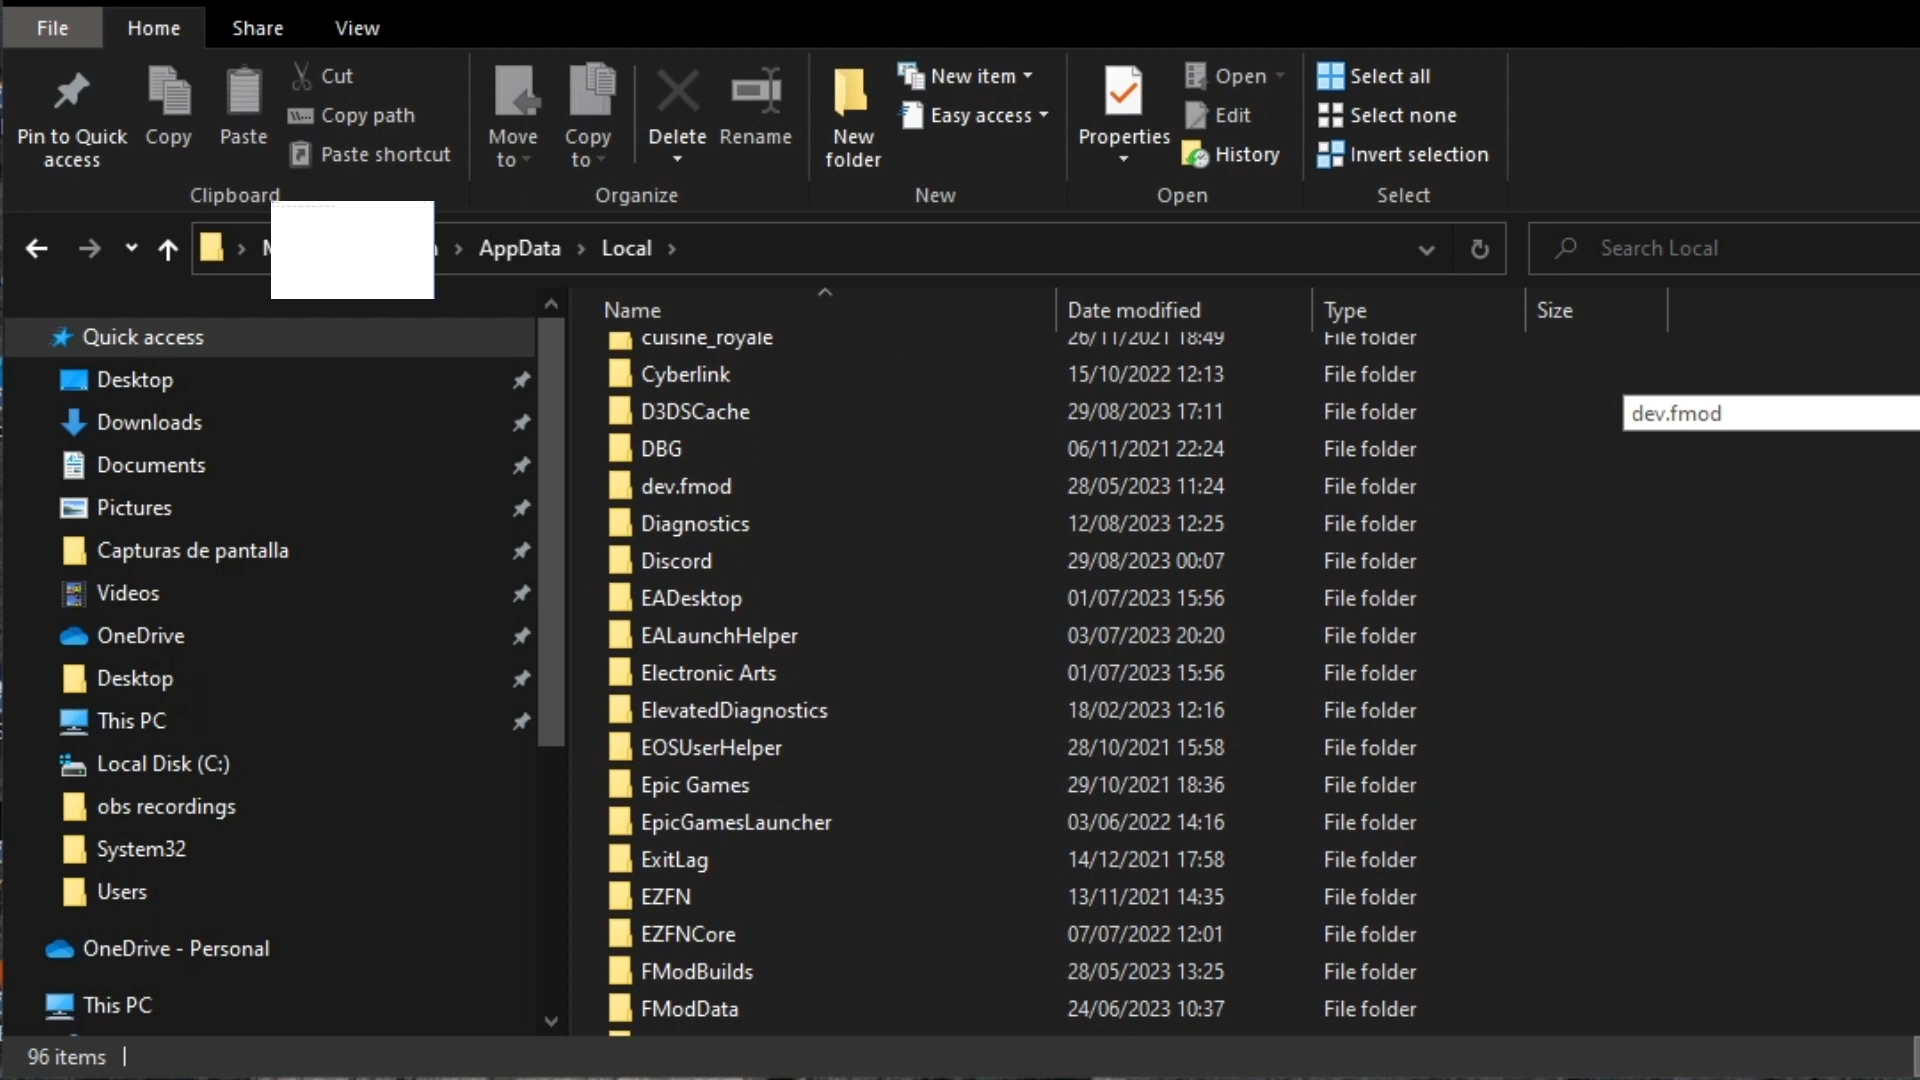 File Home Share View
Pin to Quick access
Copy
Paste
Cut
Copy path
Paste shortcut
Clipboard
Move to
Copy to
Delete
Rename
Organize
New folder
New item
Easy access
New
Properties
Open
Edit
History
Open
Select all
Select none
Invert selection
Select
AppData Local
Search Local
Quick access
Desktop
Downloads
Documents
Pictures
Capturas de pantalla
Videos
OneDrive
Desktop
This PC
Local Disk (C:)
obs recordings
System32
Users
OneDrive - Personal
This PC
Name Date modified Type Size
cuisine_royale 26/11/2021 18:49 File folder
Cyberlink 15/10/2022 12:13 File folder
D3DSCache 29/08/2023 17:11 File folder
DBG 06/11/2021 22:24 File folder
dev.fmod 28/05/2023 11:24 File folder
Diagnostics 12/08/2023 12:25 File folder
Discord 29/08/2023 00:07 File folder
EADesktop 01/07/2023 15:56 File folder
EALaunchHelper 03/07/2023 20:20 File folder
Electronic Arts 01/07/2023 15:56 File folder
ElevatedDiagnostics 18/02/2023 12:16 File folder
EOSUserHelper 28/10/2021 15:58 File folder
Epic Games 29/10/2021 18:36 File folder
EpicGamesLauncher 03/06/2022 14:16 File folder
ExitLag 14/12/2021 17:58 File folder
EZFN 13/11/2021 14:35 File folder
EZFNCore 07/07/2022 12:01 File folder
FModBuilds 28/05/2023 13:25 File folder
FModData 24/06/2023 10:37 File folder
dev.fmod
96 items